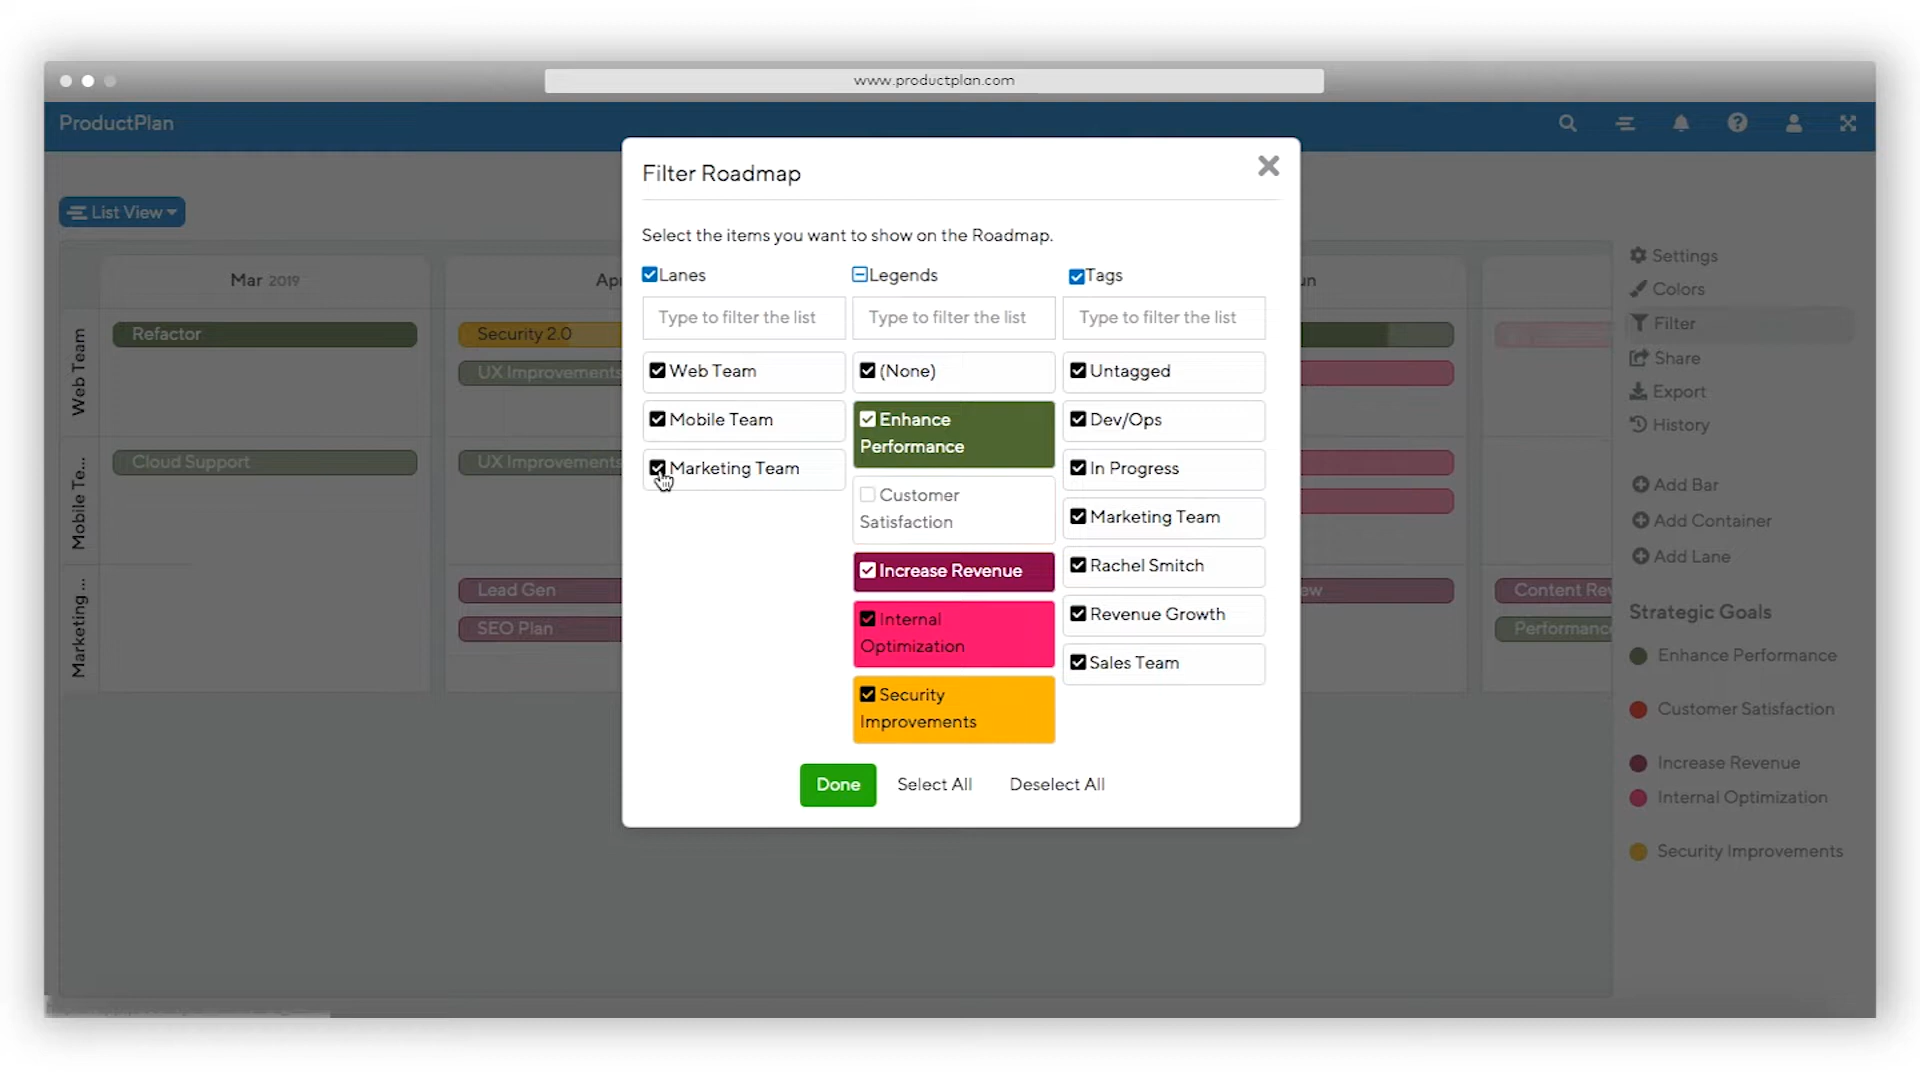 www.productplan.com
ProductPlan
Filter Roadmap
List View
Select the items you want to show on the Roadmap.
Lanes
Legends
Tags
Type to filter the list
Type to filter the list
Type to filter the list
Web Team
Mobile Team
Marketing Team
(None)
Enhance
Performance
Customer
Satisfaction
Increase Revenue
Internal
Optimization
Security
Improvements
Untagged
Dev/Ops
In Progress
Marketing Team
Rachel Smitch
Revenue Growth
Sales Team
Done
Select All
Deselect All
Mar 2019
Web Team
Refactor
Security 2.0
UX Improvements
Mobile Te...
Cloud Support
UX Improvements
Marketing ...
Lead Gen
SEO Plan
Settings
Colors
Filter
Share
Export
History
Add Bar
Add Container
Add Lane
Strategic Goals
Enhance Performance
Customer Satisfaction
Increase Revenue
Internal Optimization
Security Improvements